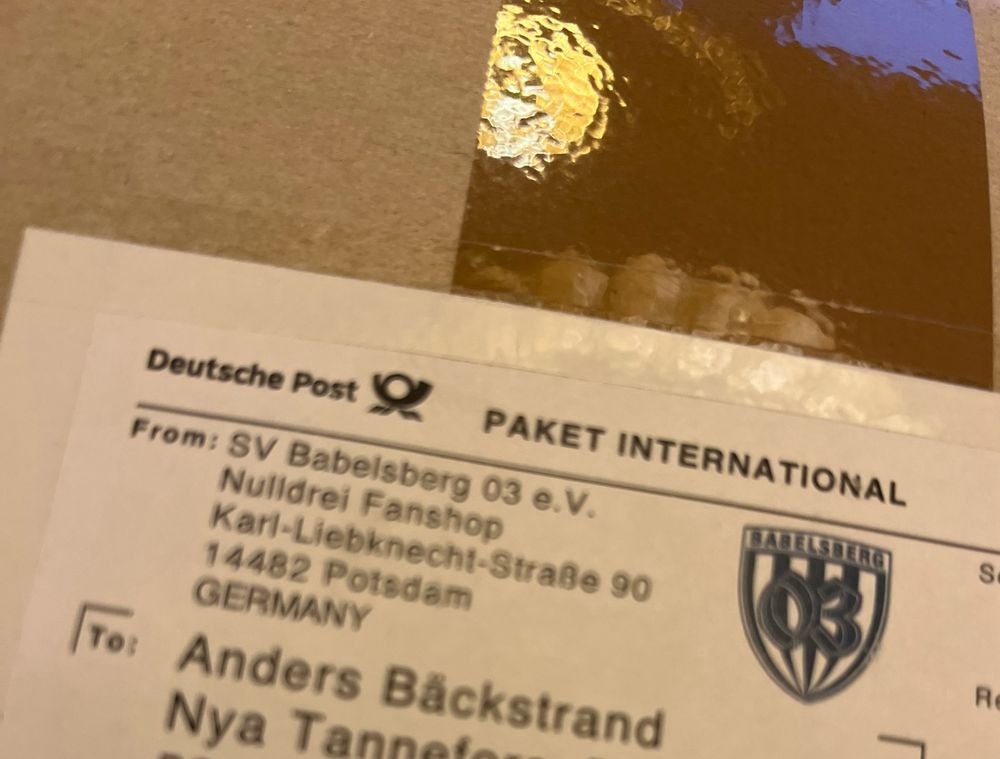 Deutsche Post
PAKET INTERNATIONAL
From: SV Babelsberg 03 e.V.
Nulldrei Fanshop
Karl-Liebknecht-Straße 90
14482 Potsdam
GERMANY
BABELSBERG
03
To:
Anders Bäckstrand
Nya